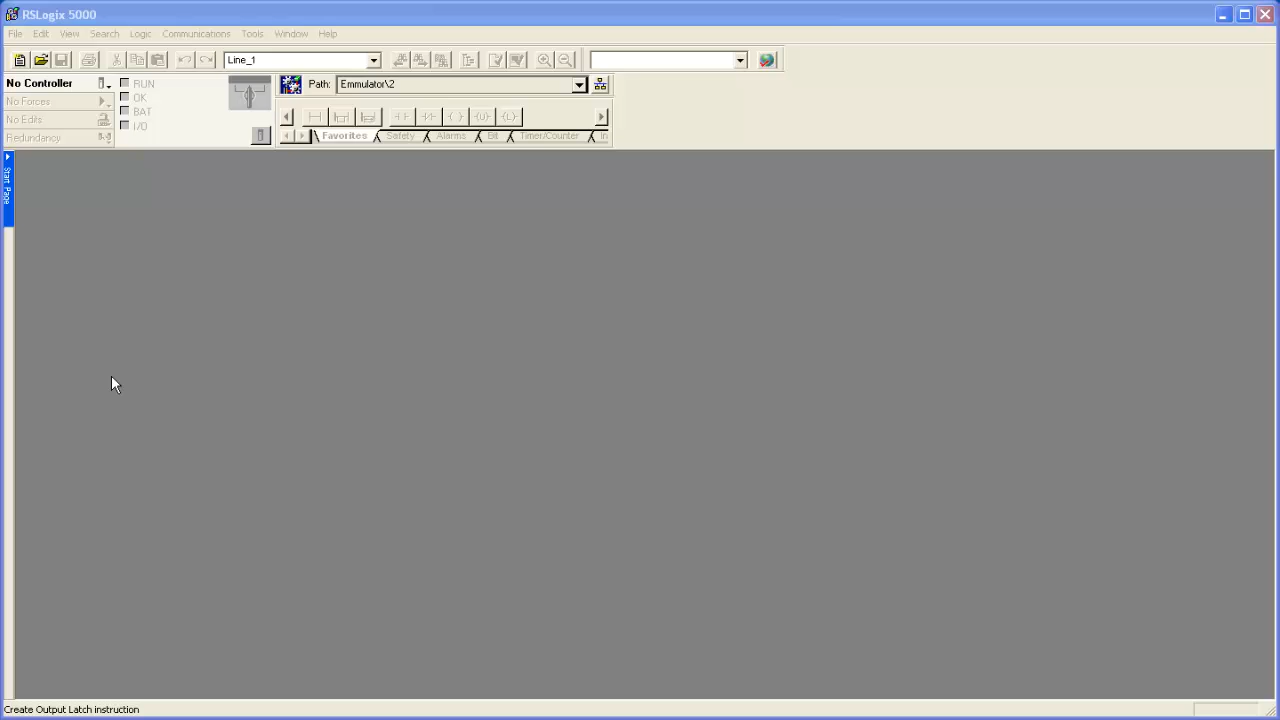 RSLogix 5000
File Edit View Search Logic Communications Tools Window Help
Line_1
No Controller
No Forces
No Edits
Redundancy
RUN
OK
BAT
I/O
Path: Emmulator\2
Favorites Safety Alarms Bit Timer/Counter
Start Page
Create Output Latch instruction